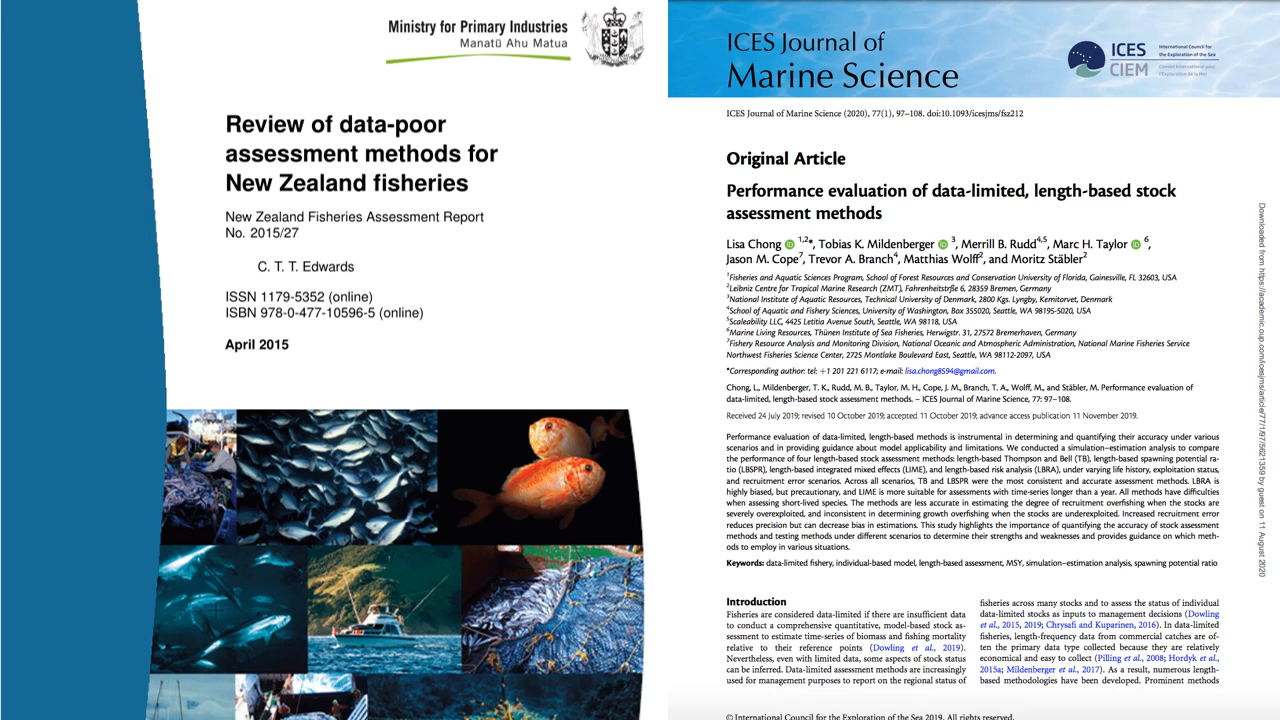 Ministry for Primary Industries
Manatū Ahu Matua
Review of data-poor
assessment methods for
New Zealand fisheries
New Zealand Fisheries Assessment Report
No. 2015/27
C. T. T. Edwards
ISSN 1179-5352 (online)
ISBN 978-0-477-10596-5 (online)
April 2015
ICES Journal of
Marine Science
ICES
CIEM
International Council for
the Exploration of the Sea
Conseil International pour
l'Exploration de la Mer
ICES Journal of Marine Science (2020), 77(1), 97–108. doi:10.1093/icesjms/fsz212
Original Article
Performance evaluation of data-limited, length-based stock
assessment methods
Lisa Chong 1,2*, Tobias K. Mildenberger 3, Merrill B. Rudd4,5, Marc H. Taylor 6,
Jason M. Cope7, Trevor A. Branch4, Matthias Wolff2, and Moritz Stäbler2
1Fisheries and Aquatic Sciences Program, School of Forest Resources and Conservation University of Florida, Gainesville, FL 32603, USA
2Leibniz Centre for Tropical Marine Research (ZMT), Fahrenheitstrße 6, 28359 Bremen, Germany
3National Institute of Aquatic Resources, Technical University of Denmark, 2800 Kgs. Lyngby, Kemitorvet, Denmark
4School of Aquatic and Fishery Sciences, University of Washington, Box 355020, Seattle, WA 98195-5020, USA
5Scaleability LLC, 4425 Letitia Avenue South, Seattle, WA 98118, USA
6Marine Living Resources, Thünen Institute of Sea Fisheries, Herwigstr. 31, 27572 Bremerhaven, Germany
7Fishery Resource Analysis and Monitoring Division, National Oceanic and Atmospheric Administration, National Marine Fisheries Service
Northwest Fisheries Science Center, 2725 Montlake Boulevard East, Seattle, WA 98112-2097, USA
*Corresponding author: tel: +1 201 221 6117; e-mail: lisa.chong8594@gmail.com.
Chong, L., Mildenberger, T. K., Rudd, M. B., Taylor, M. H., Cope, J. M., Branch, T. A., Wolff, M., and Stäbler, M. Performance evaluation of
data-limited, length-based stock assessment methods. – ICES Journal of Marine Science, 77: 97–108.
Received 24 July 2019; revised 10 October 2019; accepted 11 October 2019; advance access publication 11 November 2019.
Performance evaluation of data-limited, length-based methods is instrumental in determining and quantifying their accuracy under various
scenarios and in providing guidance about model applicability and limitations. We conducted a simulation–estimation analysis to compare
the performance of four length-based stock assessment methods: length-based Thompson and Bell (TB), length-based spawning potential ra-
tio (LBSPR), length-based integrated mixed effects (LIME), and length-based risk analysis (LBRA), under varying life history, exploitation status,
and recruitment error scenarios. Across all scenarios, TB and LBSPR were the most consistent and accurate assessment methods. LBRA is
highly biased, but precautionary, and LIME is more suitable for assessments with time-series longer than a year. All methods have difficulties
when assessing short-lived species. The methods are less accurate in estimating the degree of recruitment overfishing when the stocks are
severely overexploited, and inconsistent in determining growth overfishing when the stocks are underexploited. Increased recruitment error
reduces precision but can decrease bias in estimations. This study highlights the importance of quantifying the accuracy of stock assessment
methods and testing methods under different scenarios to determine their strengths and weaknesses and provides guidance on which meth-
ods to employ in various situations.
Keywords: data-limited fishery, individual-based model, length-based assessment, MSY, simulation–estimation analysis, spawning potential ratio
Introduction
Fisheries are considered data-limited if there are insufficient data
to conduct a comprehensive quantitative, model-based stock as-
sessment to estimate time-series of biomass and fishing mortality
relative to their reference points (Dowling et al., 2019).
Nevertheless, even with limited data, some aspects of stock status
can be inferred. Data-limited assessment methods are increasingly
used for management purposes to report on the regional status of
fisheries across many stocks and to assess the status of individual
data-limited stocks as inputs to management decisions (Dowling
et al., 2015, 2019; Chrysafi and Kuparinen, 2016). In data-limited
fisheries, length-frequency data from commercial catches are of-
ten the primary data type collected because they are relatively
economical and easy to collect (Pilling et al., 2008; Hordyk et al.,
2015a; Mildenberger et al., 2017). As a result, numerous length-
based methodologies have been developed. Prominent methods
© International Council for the Exploration of the Sea 2019. All rights reserved.
Downloaded from https://academic.oup.com/icesjms/article/77/1/97/5621359 by guest on 11 August 2020